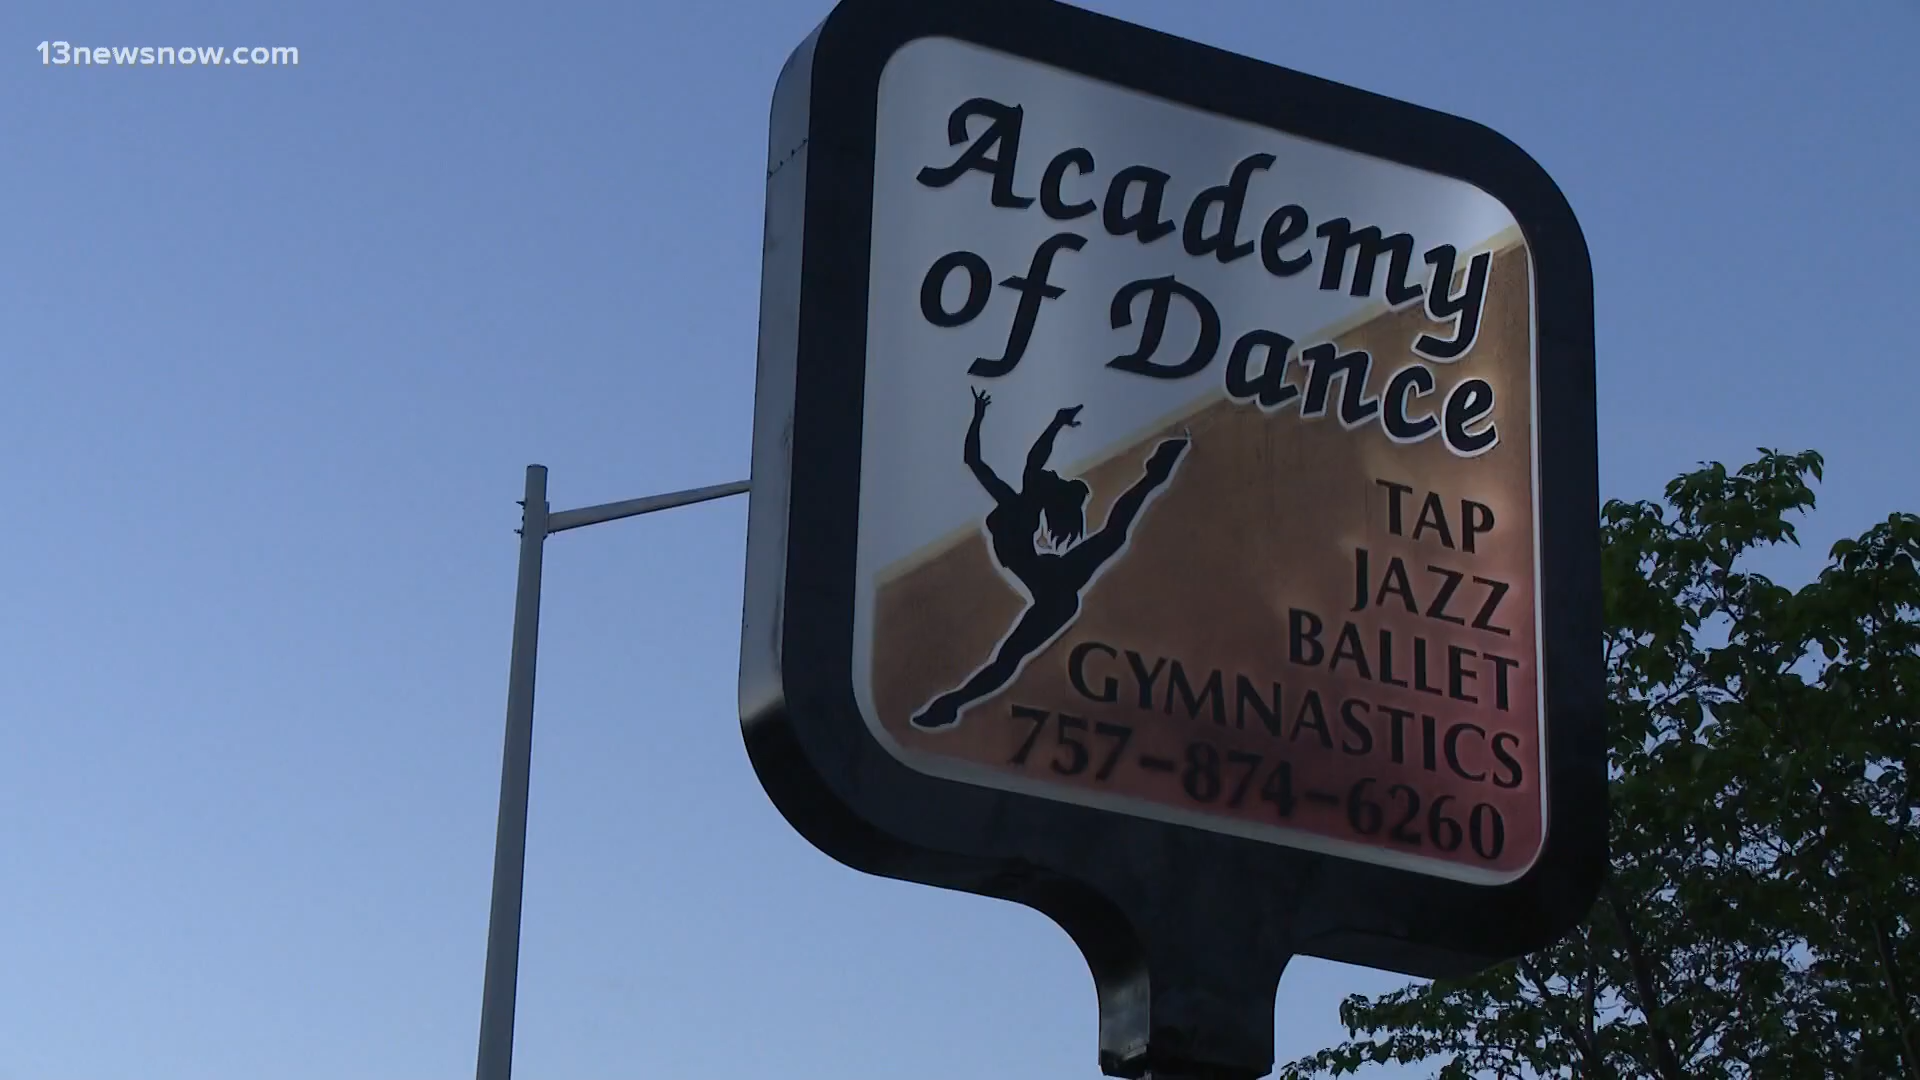 13newsnow.com
Academy
of Dance
TAP
JAZZ
BALLET
GYMNASTICS
757-874-6260